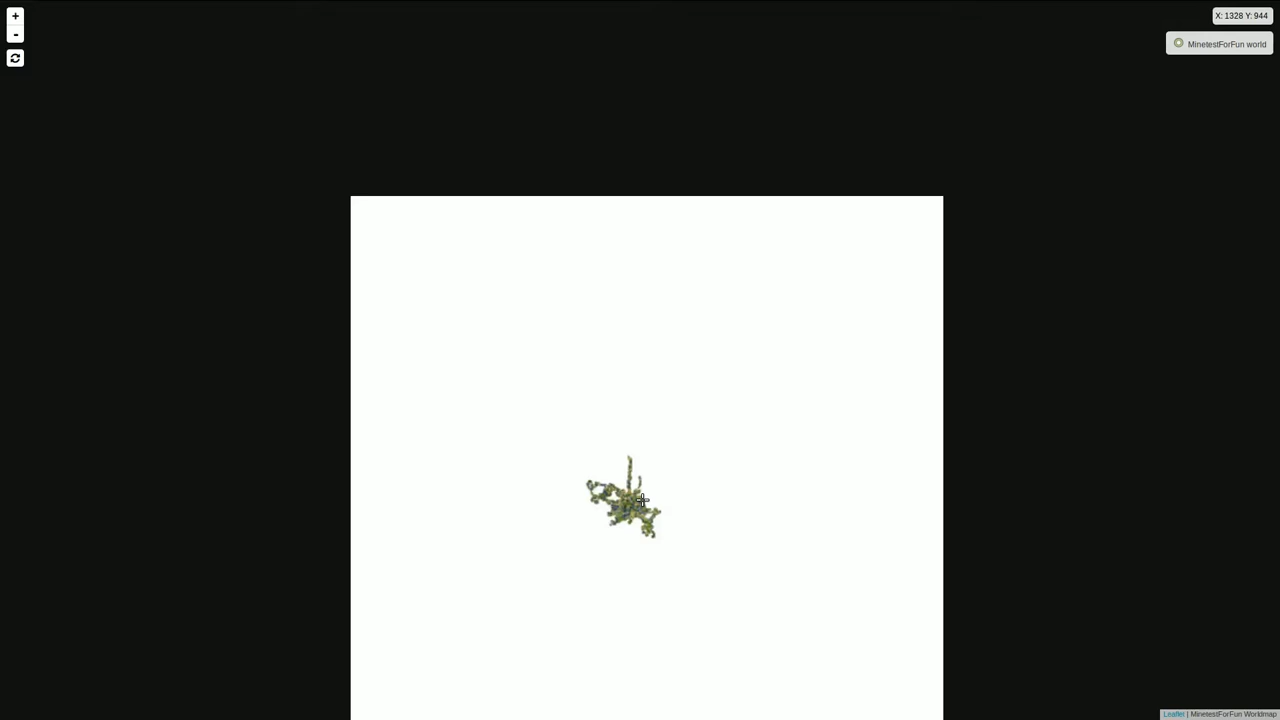 +
X: 1328 Y: 944
-
MinetestForFun world
Leaflet | MinetestForFun Worldmap